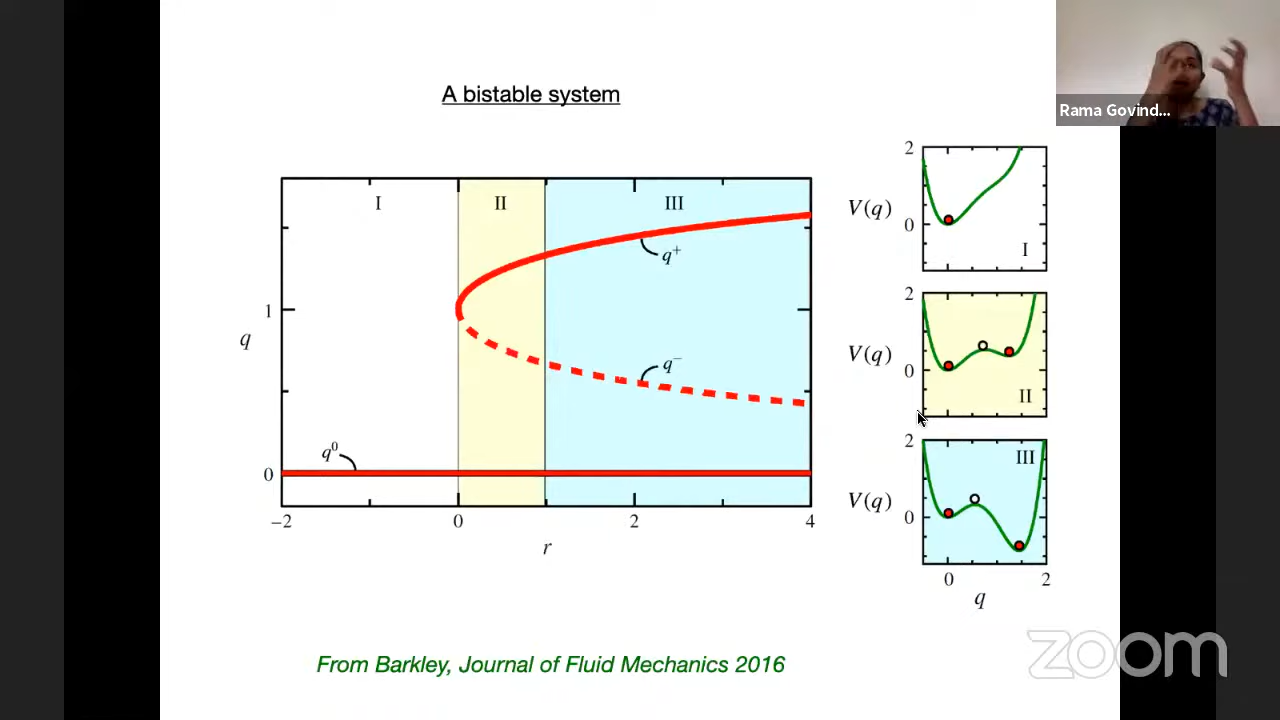 A bistable system
Rama Govind...
I
II
III
q⁺
q⁻
q⁰
1
0
q
−2
0
2
4
r
2
V(q)
0
I
2
V(q)
0
II
2
III
V(q)
0
0
2
q
From Barkley, Journal of Fluid Mechanics 2016
zoom